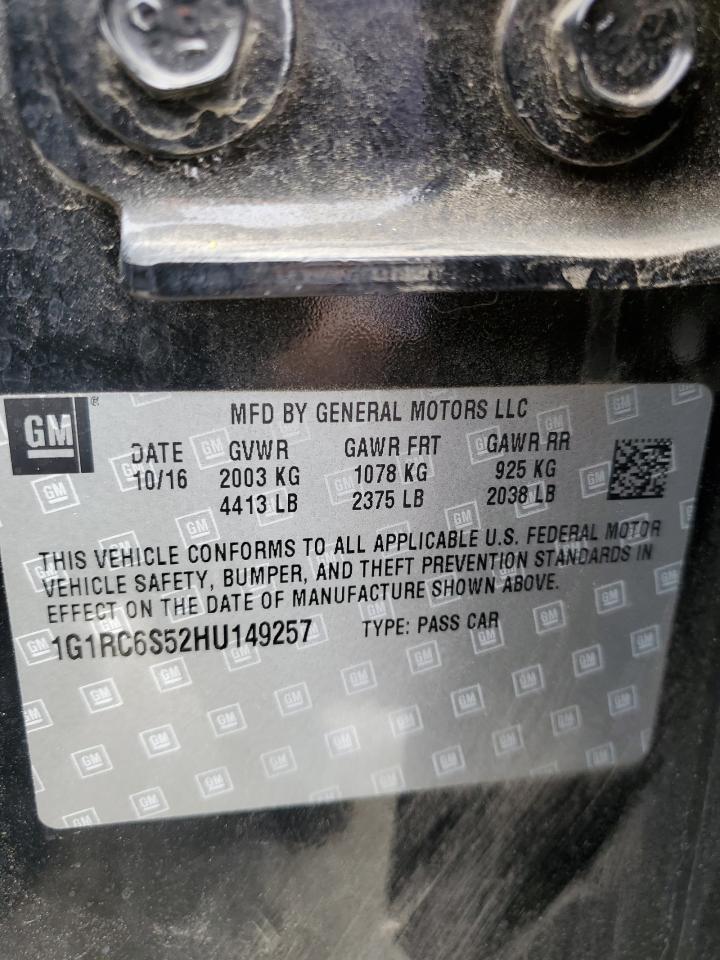 GM®
MFD BY GENERAL MOTORS LLC
DATE GVWR GAWR FRT GAWR RR
10/16 2003 KG 1078 KG 925 KG
4413 LB 2375 LB 2038 LB
THIS VEHICLE CONFORMS TO ALL APPLICABLE U.S. FEDERAL MOTOR
VEHICLE SAFETY, BUMPER, AND THEFT PREVENTION STANDARDS IN
EFFECT ON THE DATE OF MANUFACTURE SHOWN ABOVE.
1G1RC6S52HU149257 TYPE: PASS CAR